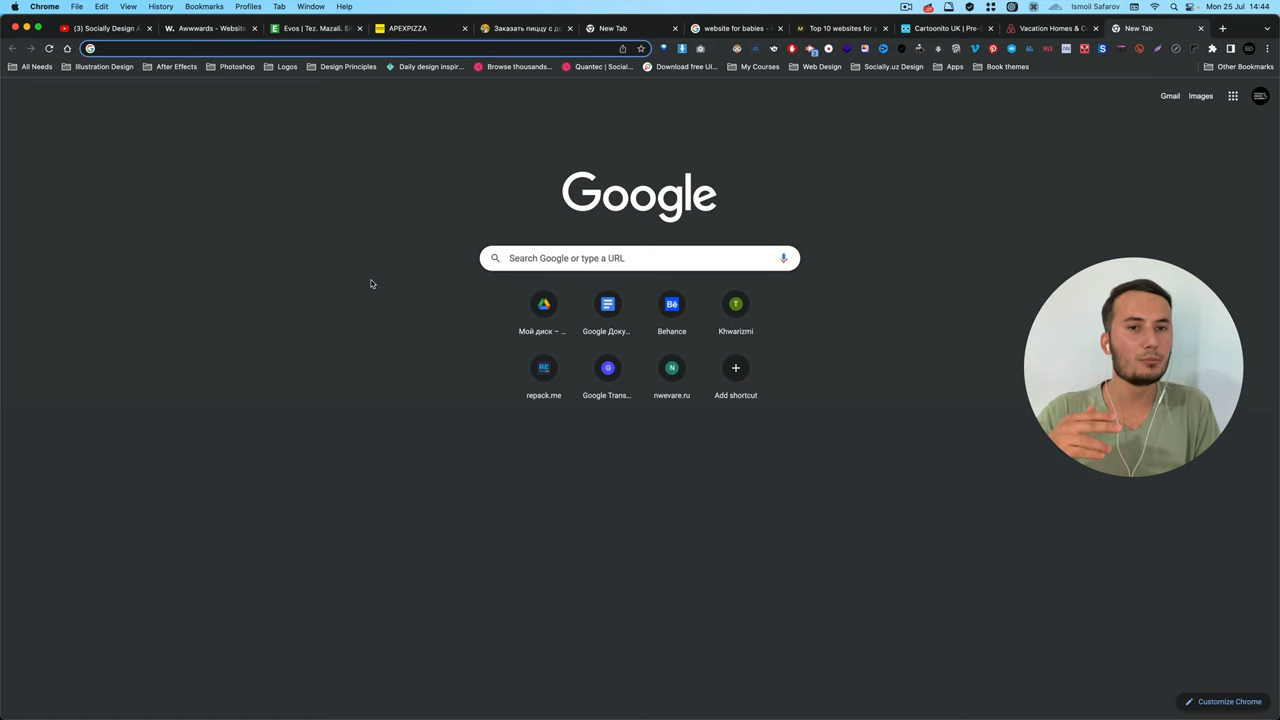 Chrome File Edit View History Bookmarks Profiles Tab Window Help Ismoil Safarov Mon 25 Jul 14:44
(3) Socially Design A Awwwards - Website Evos | Tez. Mazali. Si APEXPIZZA Заказать пиццу с до New Tab website for babies - Top 10 websites for y Cartoonito UK | Pre- Vacation Homes & C New Tab
All Needs Illustration Design After Effects Photoshop Logos Design Principles Daily design inspir... Browse thousands... Quantec | Social... Download free UI... My Courses Web Design Socially.uz Design Apps Book themes Other Bookmarks
Gmail Images
Google
Search Google or type a URL
Мой диск – ... Google Доку... Behance Khwarizmi
repack.me Google Trans... nwevare.ru Add shortcut
Customize Chrome